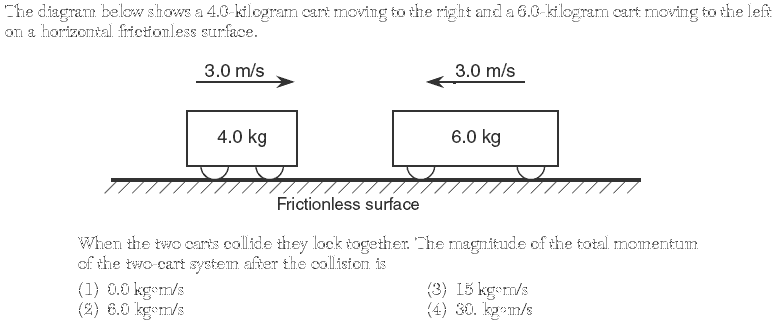 The diagram below shows a 4.0-kilogram cart moving to the right and a 6.0-kilogram cart moving to the left
on a horizontal frictionless surface.
3.0 m/s 3.0 m/s
4.0 kg 6.0 kg
Frictionless surface
When the two carts collide they lock together. The magnitude of the total momentum
of the two-cart system after the collision is
(1) 0.0 kg•m/s (3) 15 kg•m/s
(2) 6.0 kg•m/s (4) 30. kg•m/s